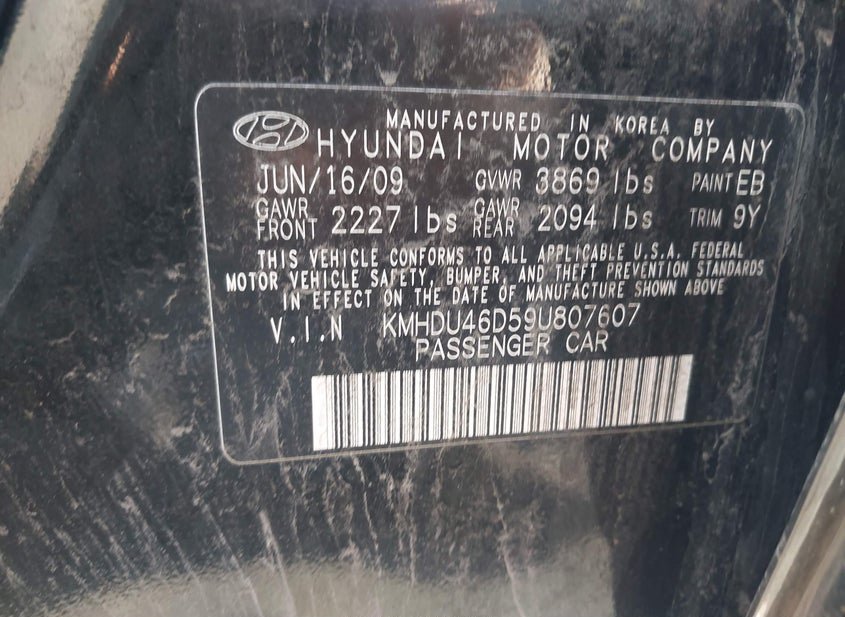 MANUFACTURED IN KOREA BY
HYUNDAI MOTOR COMPANY
JUN/16/09 GVWR 3869 lbs PAINT EB
GAWR FRONT 2227 lbs GAWR REAR 2094 lbs TRIM 9Y
THIS VEHICLE CONFORMS TO ALL APPLICABLE U.S.A. FEDERAL
MOTOR VEHICLE SAFETY, BUMPER, AND THEFT PREVENTION STANDARDS
IN EFFECT ON THE DATE OF MANUFACTURE SHOWN ABOVE
V.I.N KMHDU46D59U807607
PASSENGER CAR